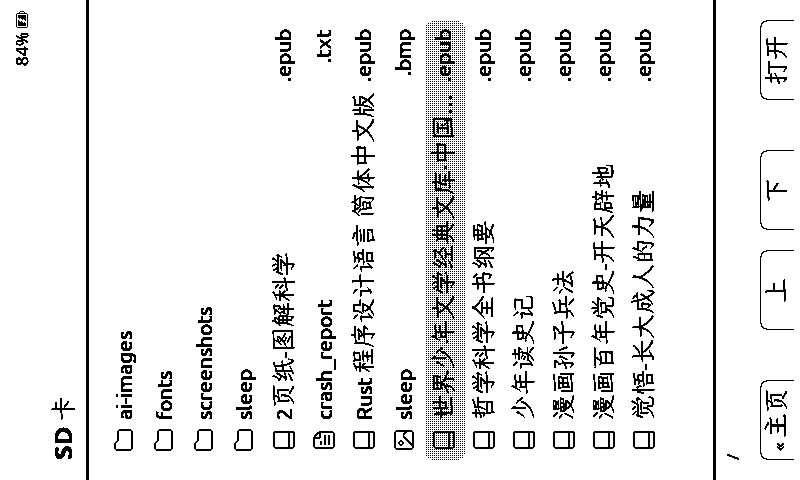 84%
SD 卡
ai-images
fonts
screenshots
sleep
2页纸-图解科学 .epub
crash_report .txt
Rust 程序设计语言 简体中文版 .epub
sleep .bmp
世界少年文学经典文库·中国... .epub
哲学科学全书纲要 .epub
少年读史记 .epub
漫画孙子兵法 .epub
漫画百年党史-开天辟地 .epub
觉悟-长大成人的力量 .epub
/
«主页 上 下 打开